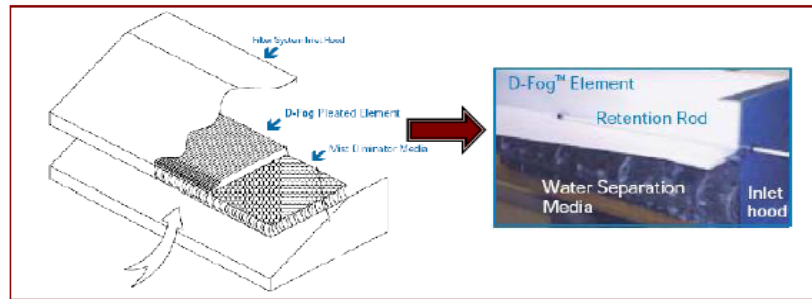 Filter System Inlet Hood
D-Fog Pleated Element
Mist Eliminator Media
D-Fog™ Element
Retention Rod
Water Separation
Media
Inlet
hood